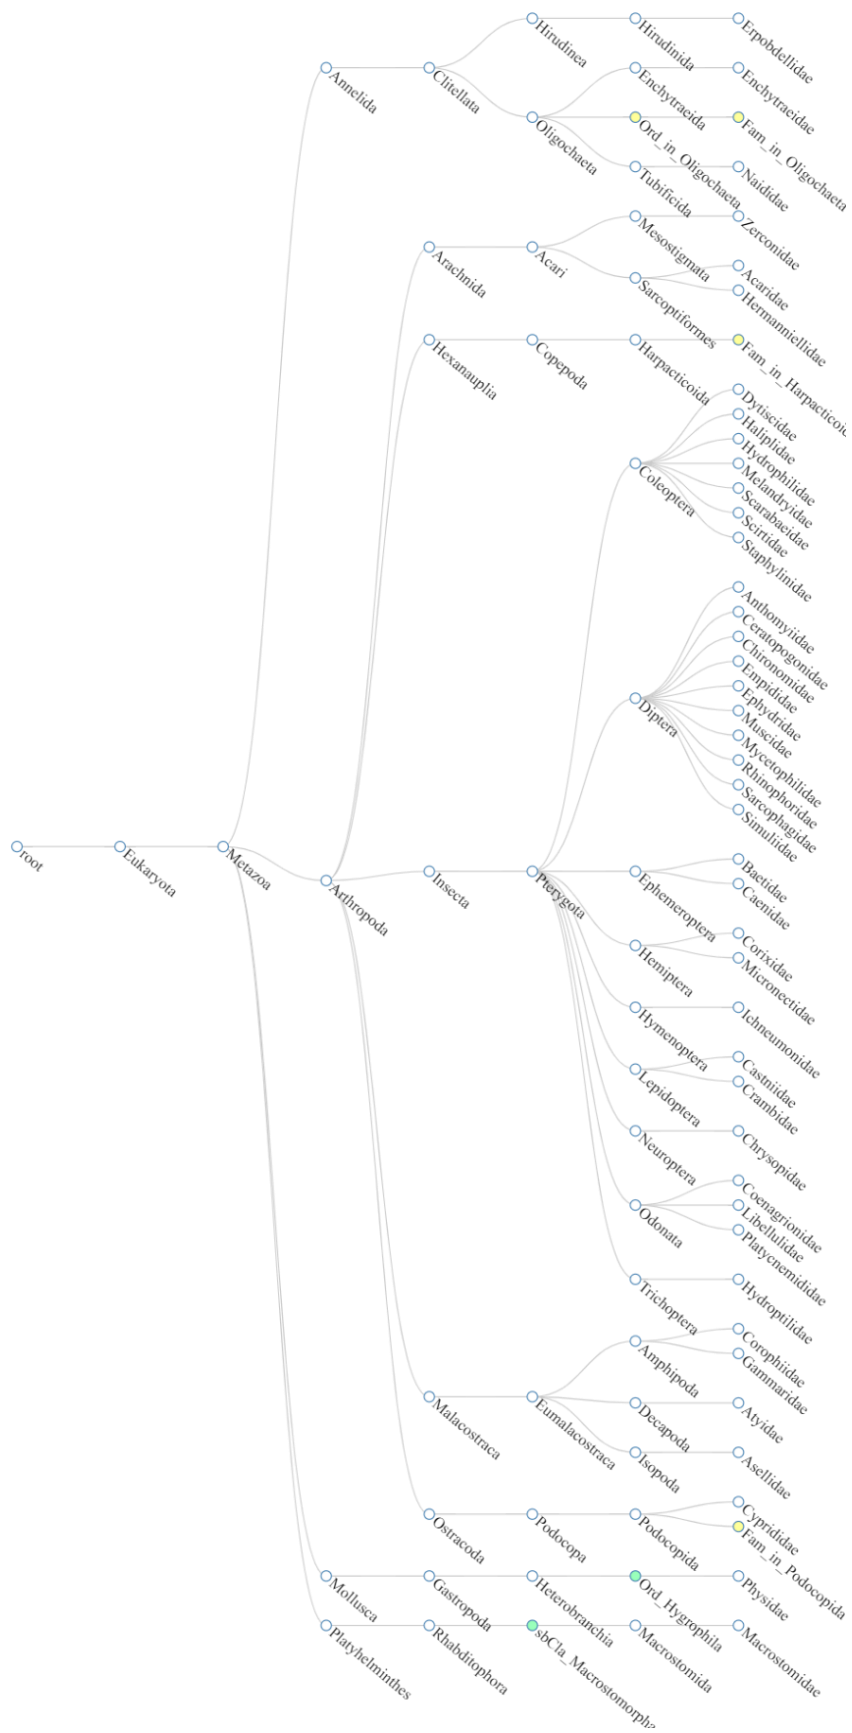 root
Eukaryota
Metazoa
Annelida
Clitellata
Hirudinea
Hirudinida
Erpobdellidae
Oligochaeta
Enchytraeida
Enchytraeidae
Ord_in_Oligochaeta
Fam_in_Oligochaeta
Tubificida
Naididae
Arthropoda
Arachnida
Acari
Mesostigmata
Zerconidae
Sarcoptiformes
Acaridae
Hermanniellidae
Hexanauplia
Copepoda
Harpacticoida
Fam_in_Harpacticoid
Insecta
Pterygota
Coleoptera
Dytiscidae
Haliplidae
Hydrophilidae
Melandryidae
Scarabaeidae
Scirtidae
Staphylinidae
Diptera
Anthomyiidae
Ceratopogonidae
Chironomidae
Empididae
Ephydridae
Muscidae
Mycetophilidae
Rhinophoridae
Sarcophagidae
Simuliidae
Ephemeroptera
Baetidae
Caenidae
Hemiptera
Corixidae
Micronectidae
Hymenoptera
Ichneumonidae
Lepidoptera
Castniidae
Crambidae
Neuroptera
Chrysopidae
Odonata
Coenagrionidae
Libellulidae
Platycnemididae
Trichoptera
Hydroptilidae
Malacostraca
Eumalacostraca
Amphipoda
Corophiidae
Gammaridae
Decapoda
Atyidae
Isopoda
Asellidae
Ostracoda
Podocopa
Podocopida
Cyprididae
Fam_in_Podocopida
Mollusca
Gastropoda
Heterobranchia
Ord_Hygrophila
Physidae
Platyhelminthes
Rhabditophora
sbCla_Macrostomorpha
Macrostomida
Macrostomidae